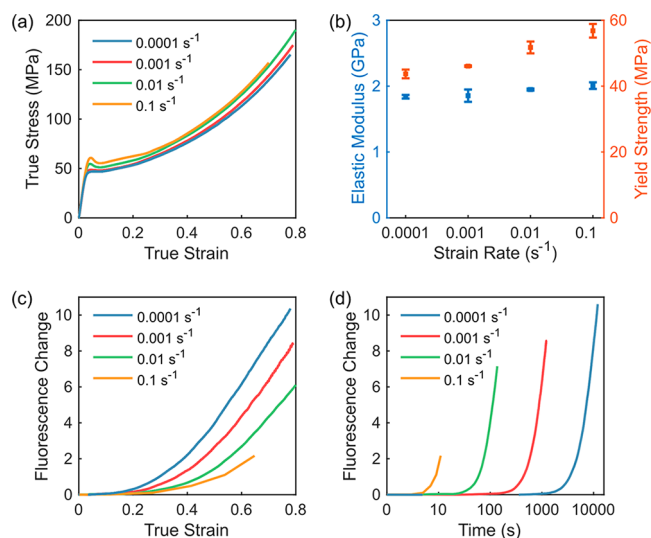 (a)
0.0001 s⁻¹
0.001 s⁻¹
0.01 s⁻¹
0.1 s⁻¹
True Stress (MPa)
200
150
100
50
0
0 0.2 0.4 0.6 0.8
True Strain
(b)
Elastic Modulus (GPa)
3
2
1
0
60
40
20
0
Yield Strength (MPa)
0.0001 0.001 0.01 0.1
Strain Rate (s⁻¹)
(c)
0.0001 s⁻¹
0.001 s⁻¹
0.01 s⁻¹
0.1 s⁻¹
Fluorescence Change
10
8
6
4
2
0
0 0.2 0.4 0.6 0.8
True Strain
(d)
0.0001 s⁻¹
0.001 s⁻¹
0.01 s⁻¹
0.1 s⁻¹
Fluorescence Change
10
8
6
4
2
0
0 10 100 1000 10000
Time (s)